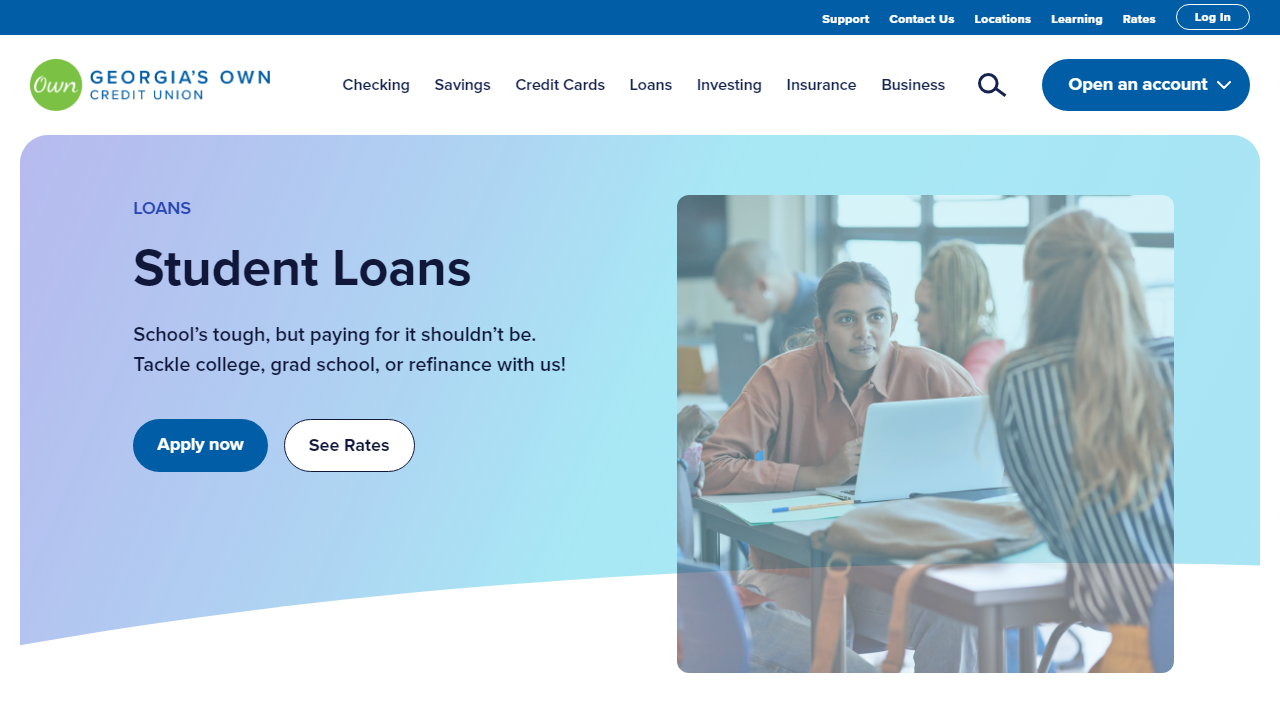 Support Contact Us Locations Learning Rates Log In
Own GEORGIA'S OWN
CREDIT UNION
Checking Savings Credit Cards Loans Investing Insurance Business Open an account
LOANS
Student Loans
School’s tough, but paying for it shouldn’t be.
Tackle college, grad school, or refinance with us!
Apply now See Rates